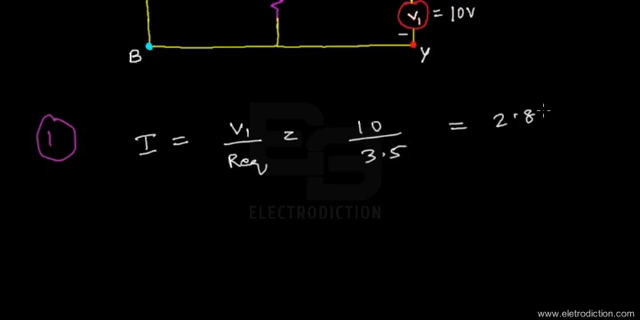 V₁ = 10V
B
Y
1 I = V₁/Req = 10/3.5 = 2.8
ELECTRODICTION
www.eletrodiction.com